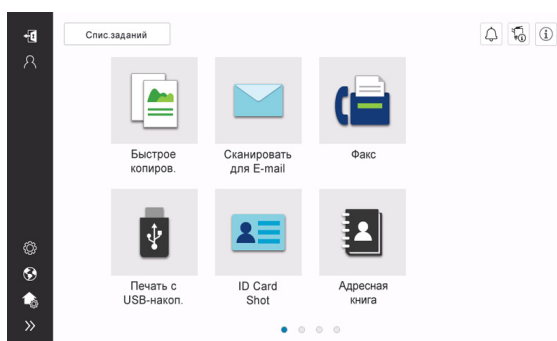 Спис.заданий
Быстрое
копиров.
Сканировать
для E-mail
Факс
Печать с
USB-накоп.
ID Card
Shot
Адресная
книга